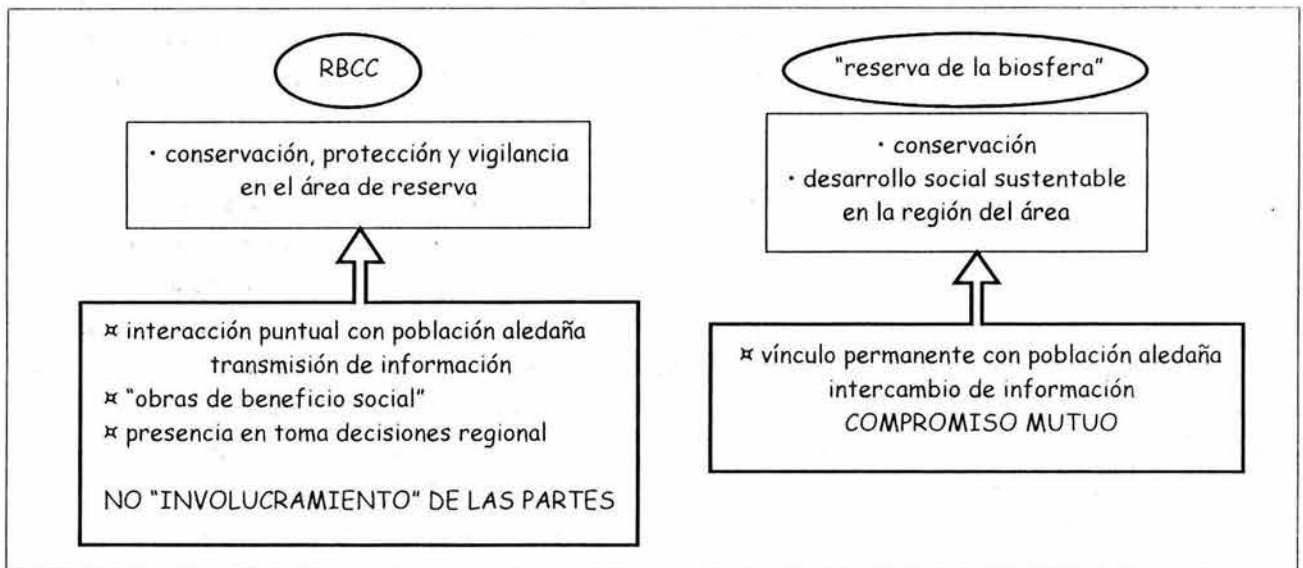 RBCC
· conservación, protección y vigilancia
en el área de reserva
¤ interacción puntual con población aledaña
transmisión de información
¤ "obras de beneficio social"
¤ presencia en toma decisiones regional
NO "INVOLUCRAMIENTO" DE LAS PARTES
"reserva de la biosfera"
· conservación
· desarrollo social sustentable
en la región del área
¤ vínculo permanente con población aledaña
intercambio de información
COMPROMISO MUTUO